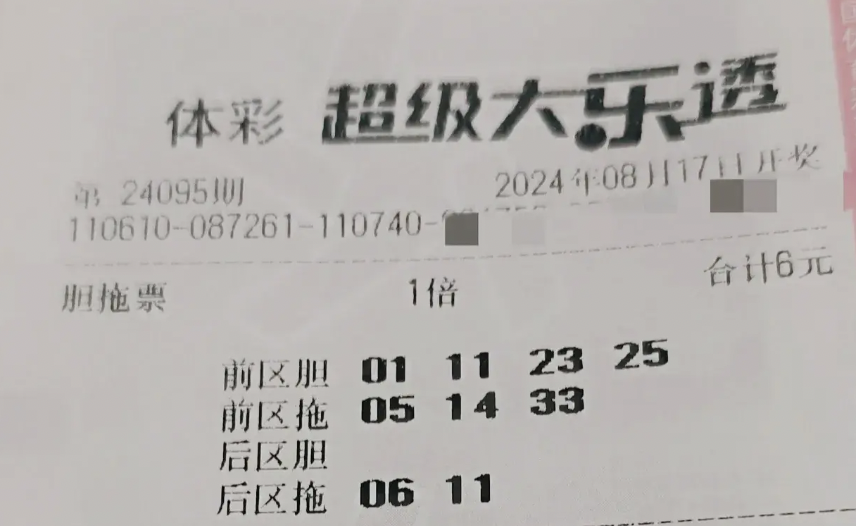 体彩 超级大乐透
第 24095期 2024年08月17日开奖
110610-087261-110740-
胆拖票 1倍 合计6元
前区胆 01 11 23 25
前区拖 05 14 33
后区胆
后区拖 06 11